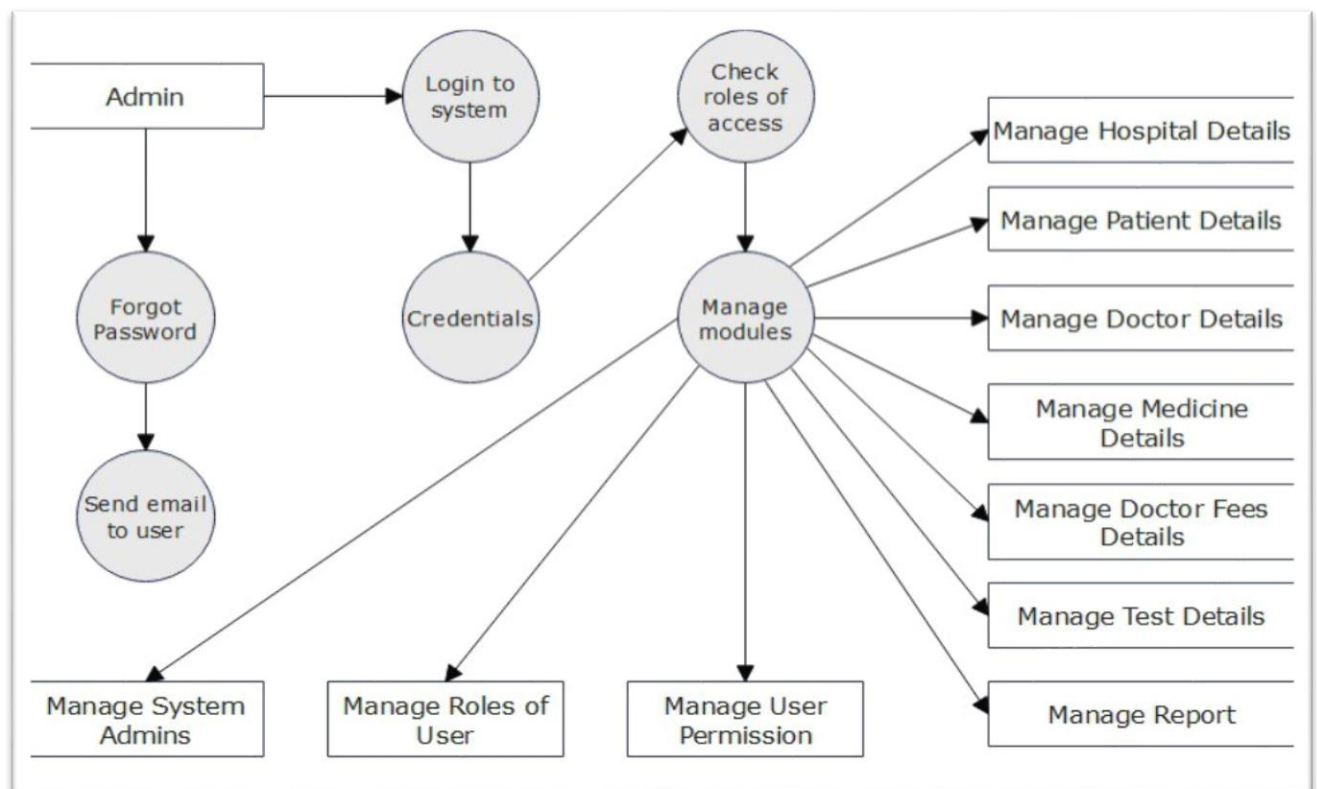 Admin
Login to
system
Check
roles of
access
Manage Hospital Details
Manage Patient Details
Forgot
Password
Credentials
Manage
modules
Manage Doctor Details
Manage Medicine
Details
Send email
to user
Manage Doctor Fees
Details
Manage Test Details
Manage System
Admins
Manage Roles of
User
Manage User
Permission
Manage Report